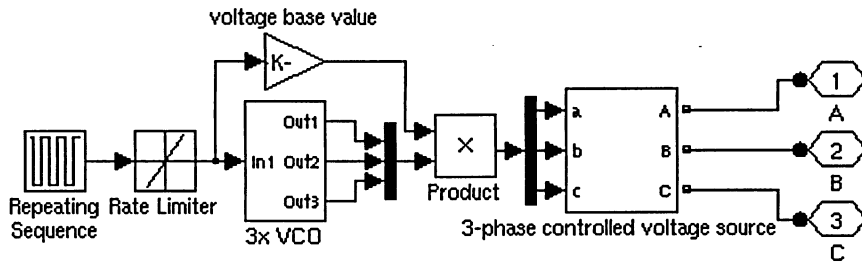 voltage base value
K-
Out1
In1 Out2
Out3
3x VCO
Repeating
Sequence
Rate Limiter
×
Product
a
b
c
A
B
C
3-phase controlled voltage source
1
A
2
B
3
C